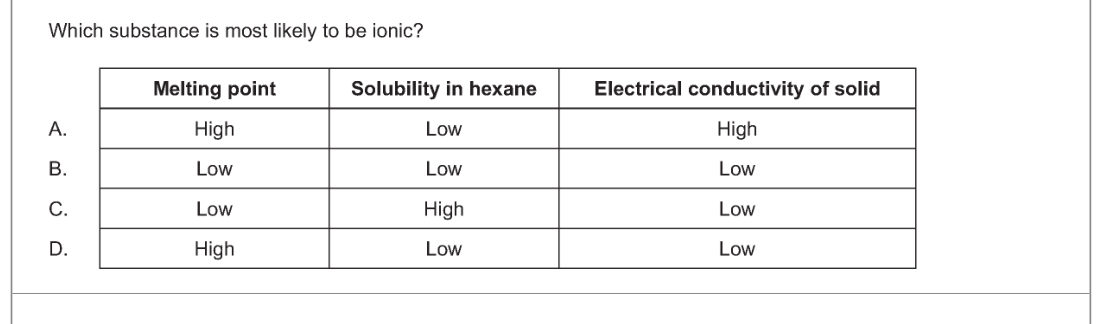 Which substance is most likely to be ionic?
Melting point Solubility in hexane Electrical conductivity of solid
A. High Low High
B. Low Low Low
C. Low High Low
D. High Low Low